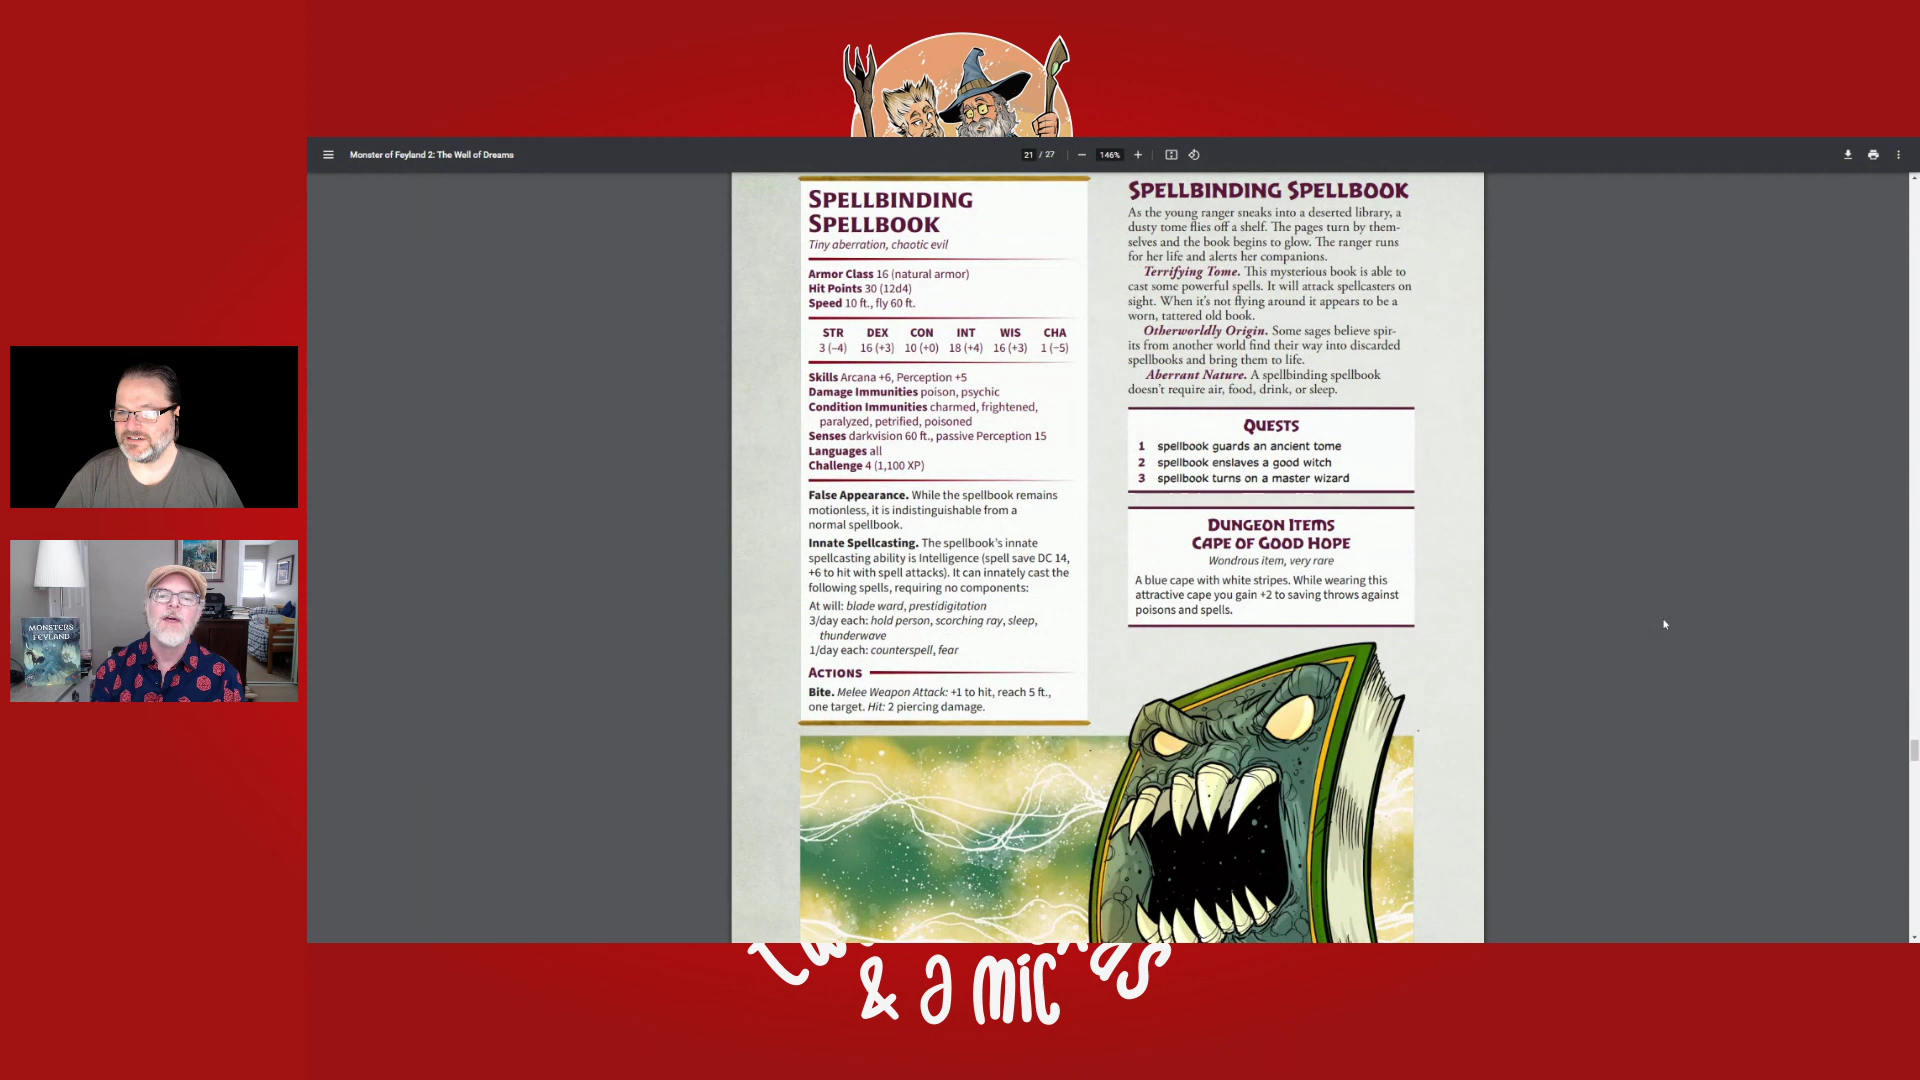 Monster of Feyland 2: The Well of Dreams
21 / 27
146%
SPELLBINDING
SPELLBOOK
Tiny aberration, chaotic evil
Armor Class 16 (natural armor)
Hit Points 30 (12d4)
Speed 10 ft., fly 60 ft.
STR DEX CON INT WIS CHA
3 (–4) 16 (+3) 10 (+0) 18 (+4) 16 (+3) 1 (–5)
Skills Arcana +6, Perception +5
Damage Immunities poison, psychic
Condition Immunities charmed, frightened,
paralyzed, petrified, poisoned
Senses darkvision 60 ft., passive Perception 15
Languages all
Challenge 4 (1,100 XP)
False Appearance. While the spellbook remains
motionless, it is indistinguishable from a
normal spellbook.
Innate Spellcasting. The spellbook's innate
spellcasting ability is Intelligence (spell save DC 14,
+6 to hit with spell attacks). It can innately cast the
following spells, requiring no components:
At will: blade ward, prestidigitation
3/day each: hold person, scorching ray, sleep,
thunderwave
1/day each: counterspell, fear
ACTIONS
Bite. Melee Weapon Attack: +1 to hit, reach 5 ft.,
one target. Hit: 2 piercing damage.
SPELLBINDING SPELLBOOK
As the young ranger sneaks into a deserted library, a
dusty tome flies off a shelf. The pages turn by them-
selves and the book begins to glow. The ranger runs
for her life and alerts her companions.
Terrifying Tome. This mysterious book is able to
cast some powerful spells. It will attack spellcasters on
sight. When it's not flying around it appears to be a
worn, tattered old book.
Otherworldly Origin. Some sages believe spir-
its from another world find their way into discarded
spellbooks and bring them to life.
Aberrant Nature. A spellbinding spellbook
doesn't require air, food, drink, or sleep.
QUESTS
1 spellbook guards an ancient tome
2 spellbook enslaves a good witch
3 spellbook turns on a master wizard
DUNGEON ITEMS
CAPE OF GOOD HOPE
Wondrous item, very rare
A blue cape with white stripes. While wearing this
attractive cape you gain +2 to saving throws against
poisons and spells.
MONSTERS
FEYLAND
& a mic